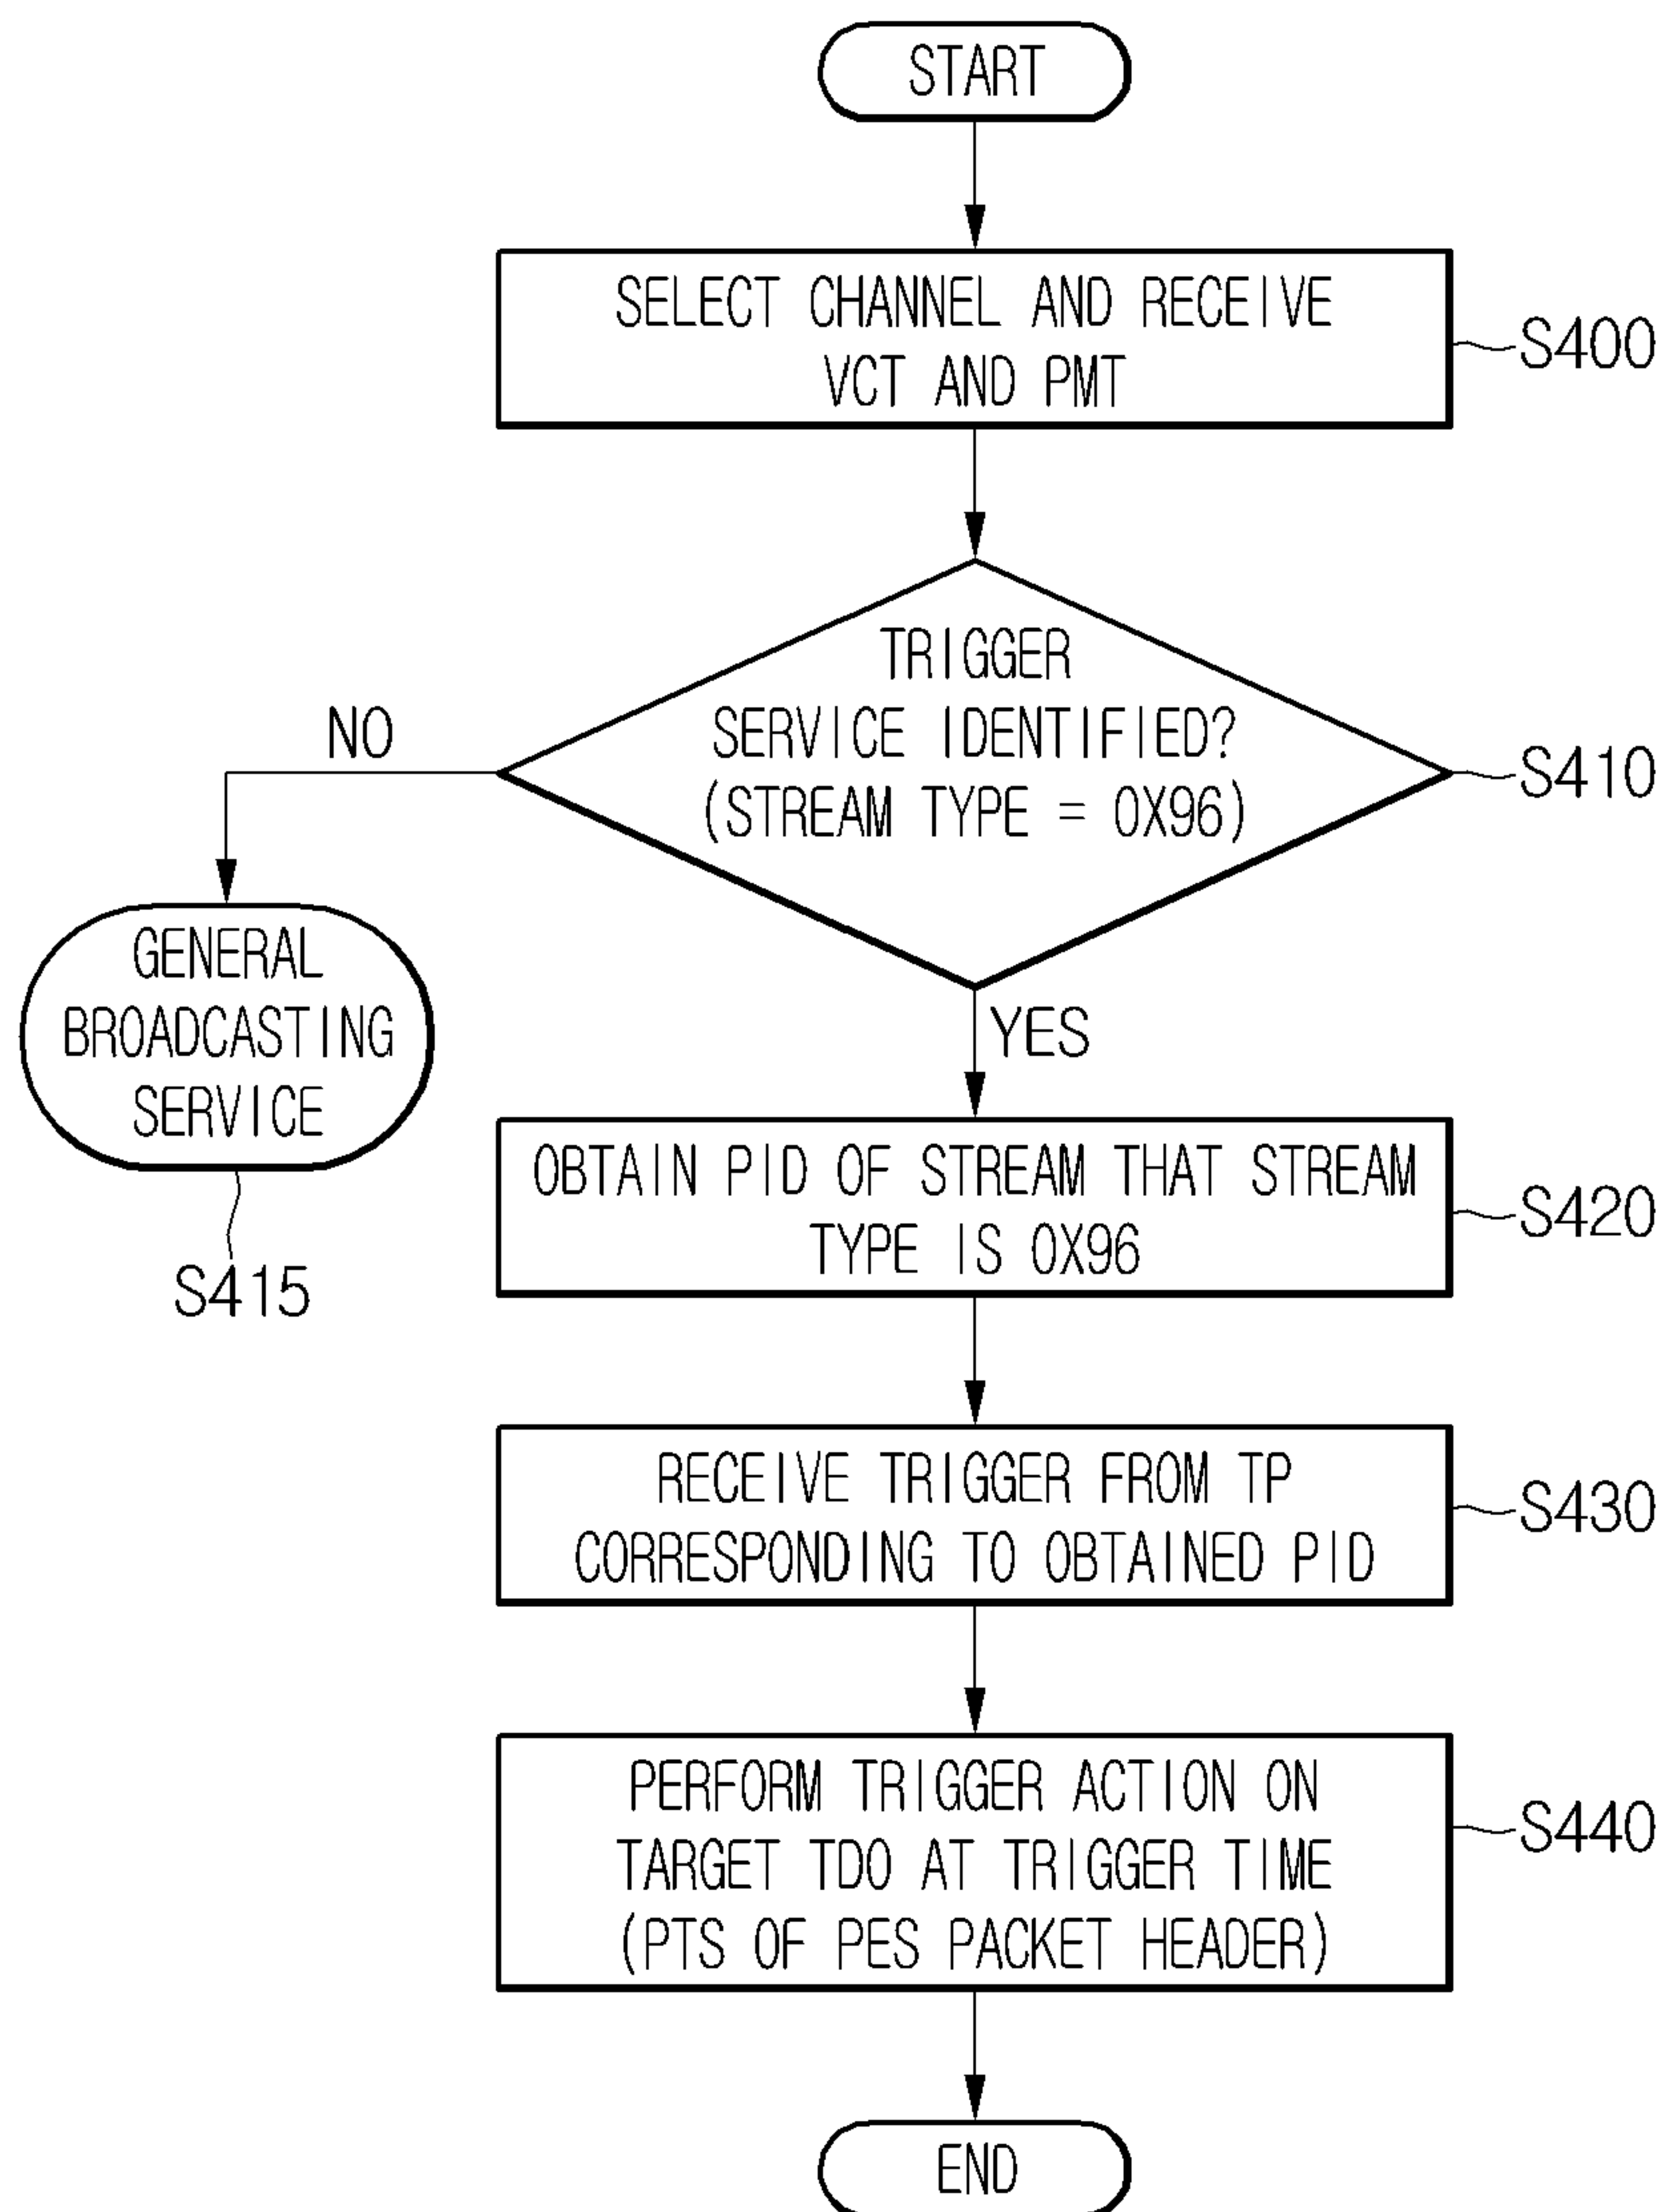 START
SELECT CHANNEL AND RECEIVE
VCT AND PMT
S400
TRIGGER
SERVICE IDENTIFIED?
(STREAM TYPE = 0X96)
S410
NO
GENERAL
BROADCASTING
SERVICE
S415
YES
OBTAIN PID OF STREAM THAT STREAM
TYPE IS 0X96
S420
RECEIVE TRIGGER FROM TP
CORRESPONDING TO OBTAINED PID
S430
PERFORM TRIGGER ACTION ON
TARGET TDO AT TRIGGER TIME
(PTS OF PES PACKET HEADER)
S440
END